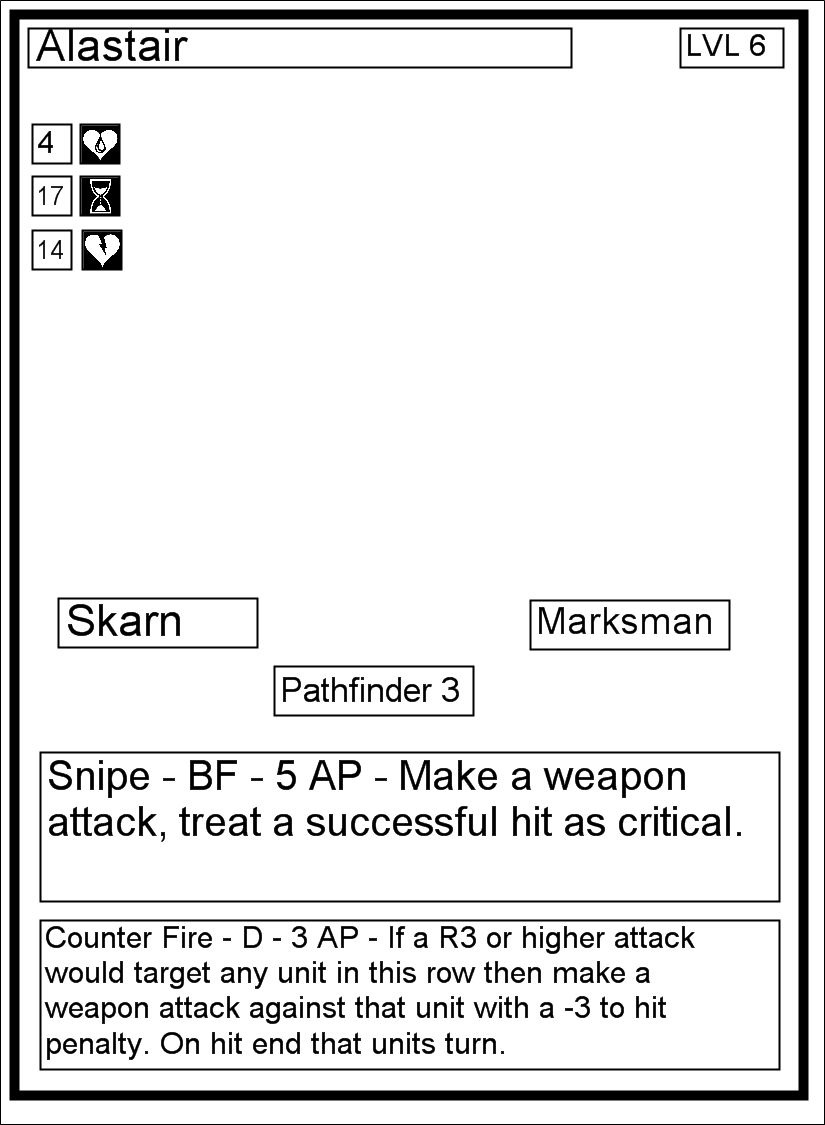 Alastair
LVL 6
4
17
14
Skarn
Marksman
Pathfinder 3
Snipe - BF - 5 AP - Make a weapon
attack, treat a successful hit as critical.
Counter Fire - D - 3 AP - If a R3 or higher attack
would target any unit in this row then make a
weapon attack against that unit with a -3 to hit
penalty. On hit end that units turn.